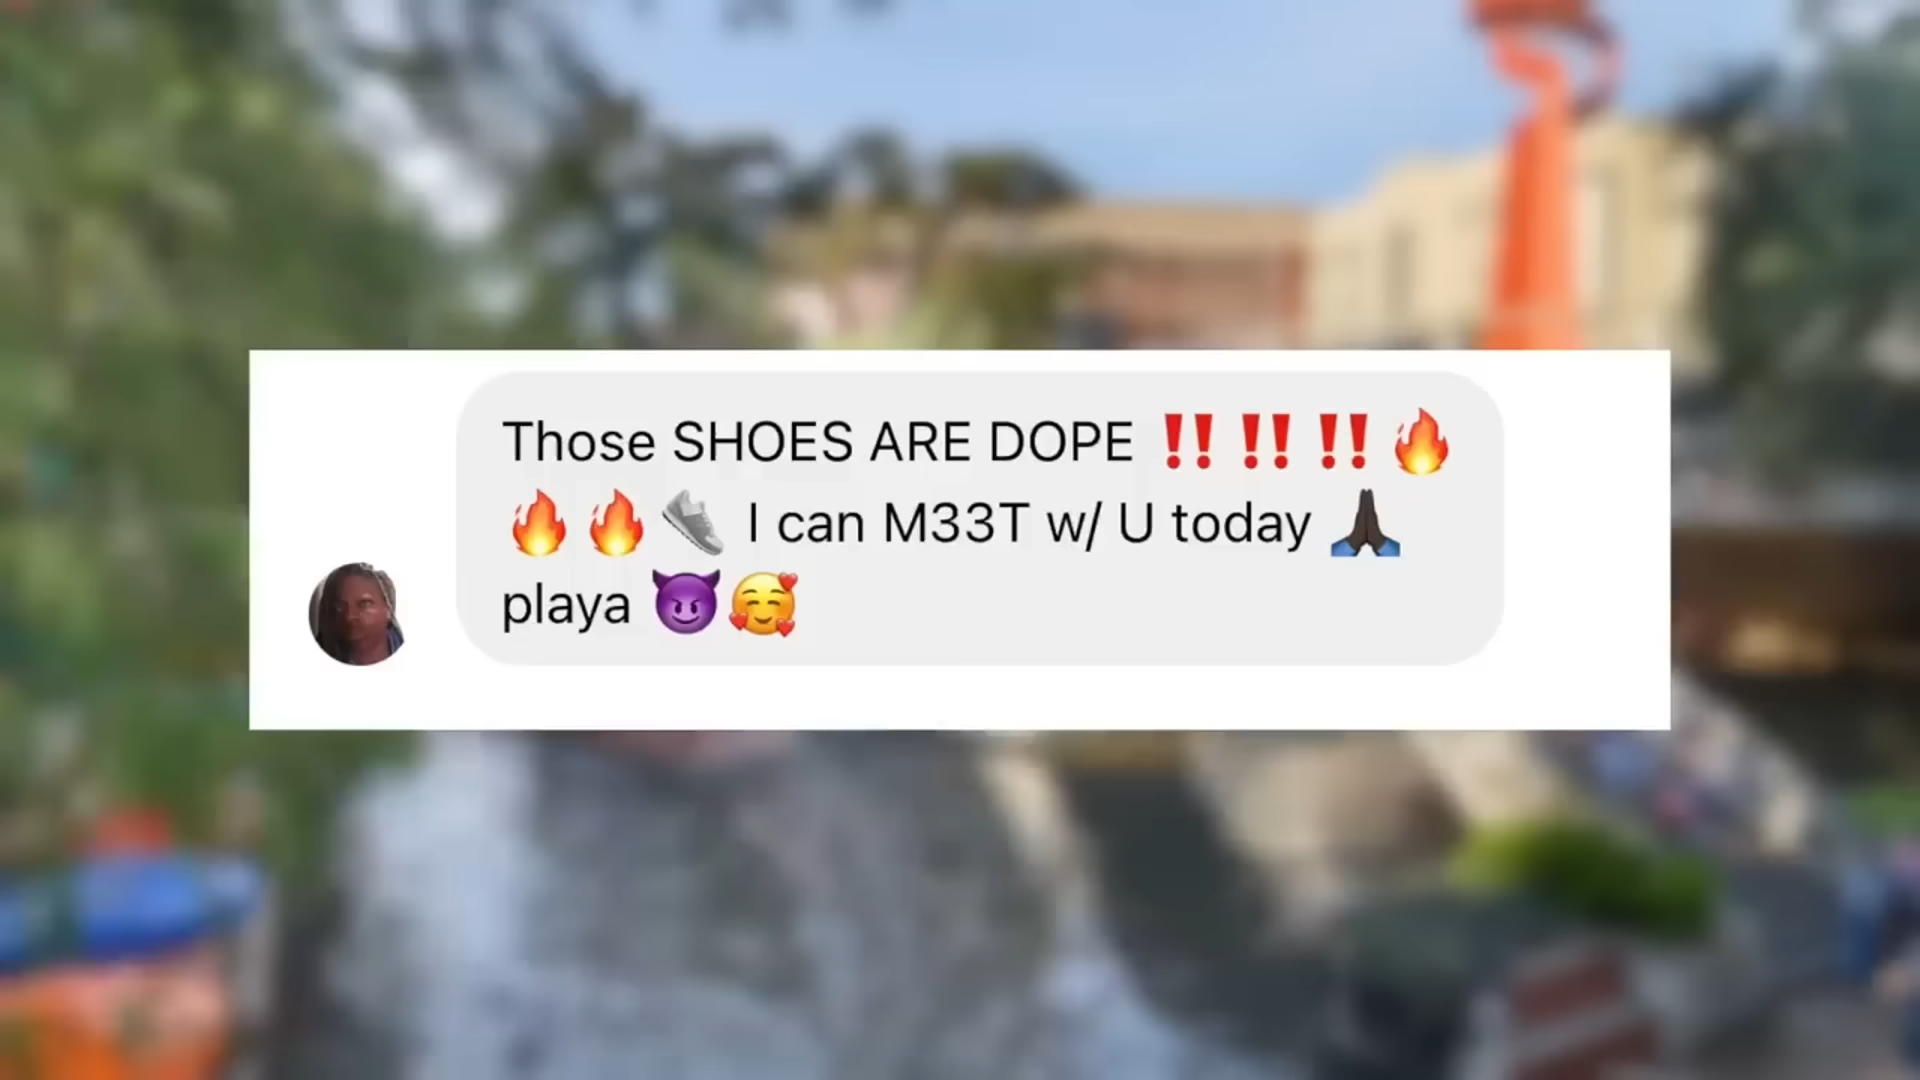 Those SHOES ARE DOPE ‼️ ‼️ ‼️ 🔥
🔥 🔥 👟 I can M33T w/ U today 🙏🏿
playa 😈 🥰